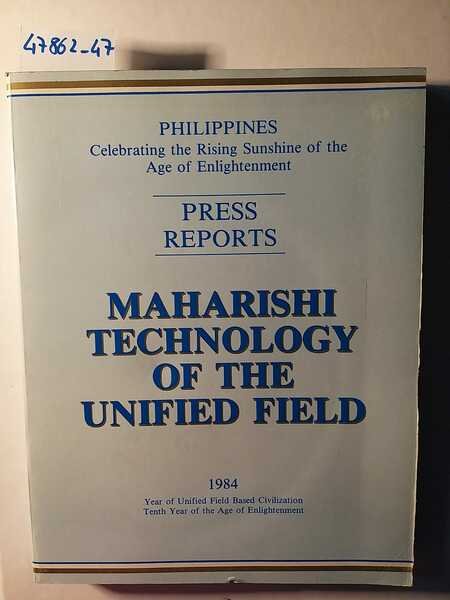 47862-47
PHILIPPINES
Celebrating the Rising Sunshine of the
Age of Enlightenment
PRESS
REPORTS
MAHARISHI
TECHNOLOGY
OF THE
UNIFIED FIELD
1984
Year of Unified Field Based Civilization
Tenth Year of the Age of Enlightenment